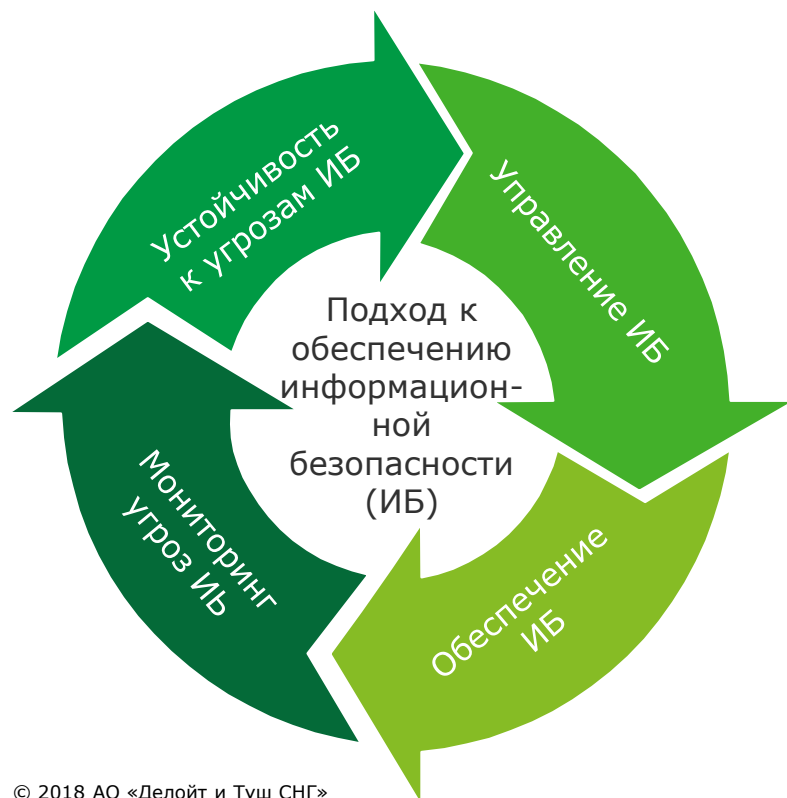 Устойчивость
к угрозам ИБ
Управление ИБ
Подход к
обеспечению
информацион-
ной
безопасности
(ИБ)
Мониторинг
угроз ИЬ
Обеспечение
ИБ
© 2018 АО «Делойт и Туш СНГ»